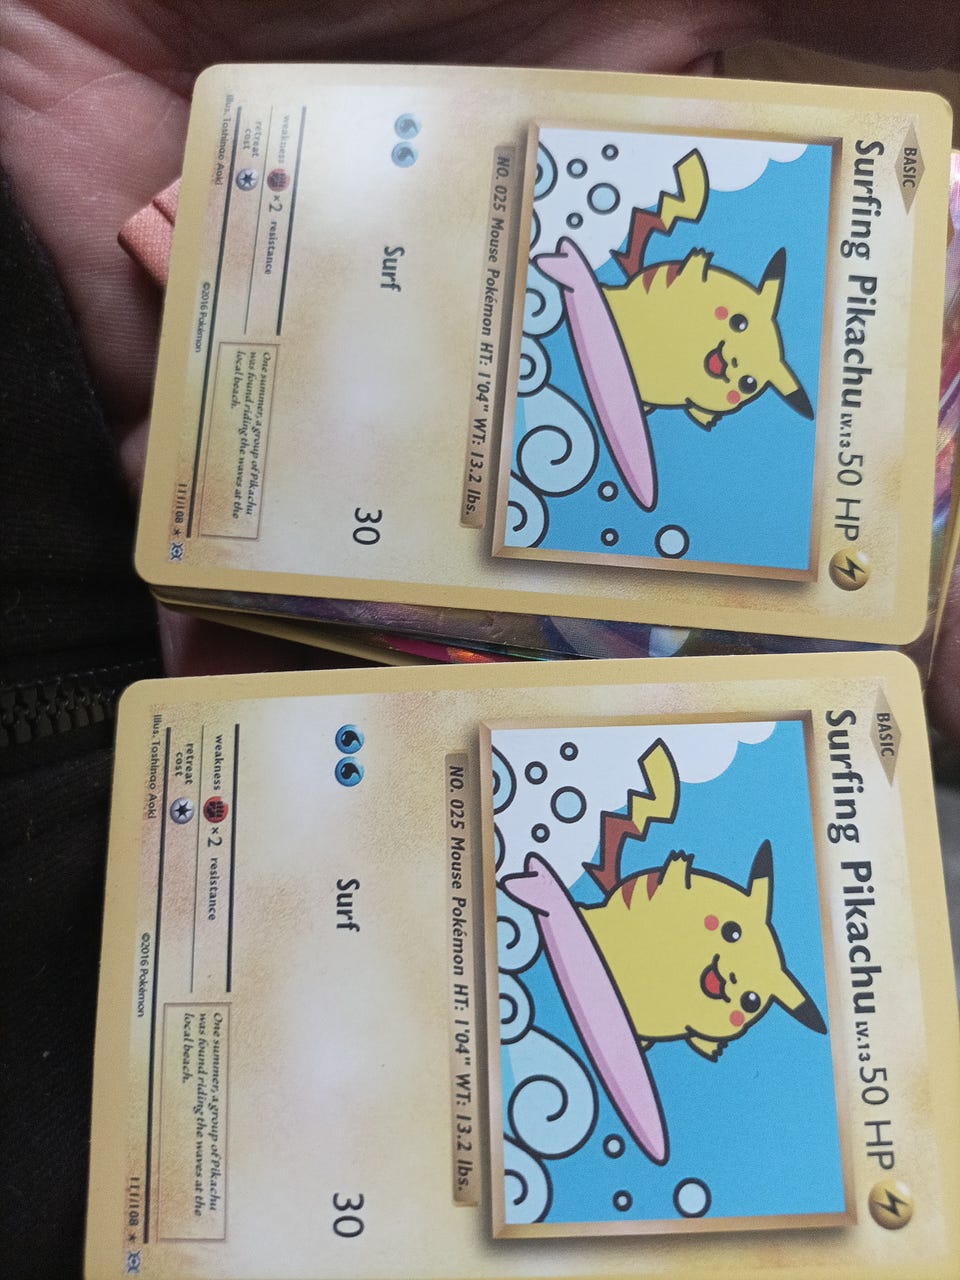 BASIC
Surfing Pikachu LV.13 50 HP
NO. 025 Mouse Pokémon HT: 1'04" WT: 13.2 lbs.
Surf 30
weakness ×2 resistance
retreat
cost
One summer, a group of Pikachu
was found riding the waves at the
local beach.
Illus. Toshinao Aoki ©2016 Pokémon 111/108
BASIC
Surfing Pikachu LV.13 50 HP
NO. 025 Mouse Pokémon HT: 1'04" WT: 13.2 lbs.
Surf 30
weakness ×2 resistance
retreat
cost
One summer, a group of Pikachu
was found riding the waves at the
local beach.
Illus. Toshinao Aoki ©2016 Pokémon 111/108